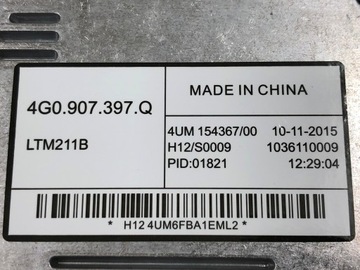 4G0.907.397.Q
LTM211B
MADE IN CHINA
4UM 154367/00 10-11-2015
H12/S0009 1036110009
PID:01821 12:29:04
* H12 4UM6FBA1EML2 *